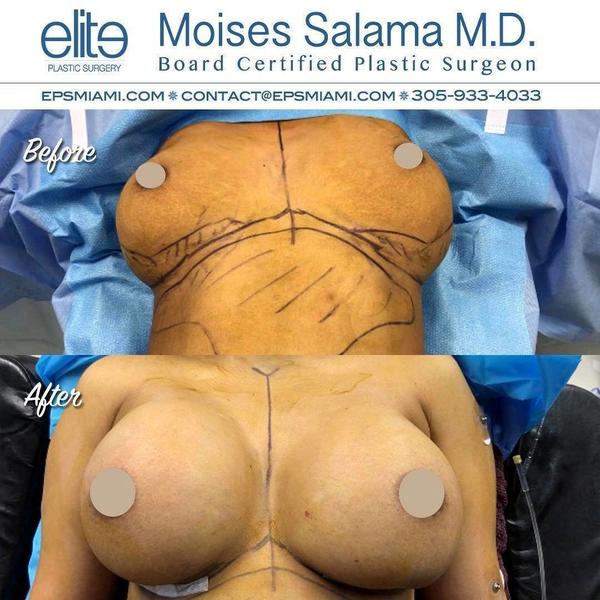 elite
PLASTIC SURGERY
Moises Salama M.D.
Board Certified Plastic Surgeon
EPSMIAMI.COM * CONTACT@EPSMIAMI.COM * 305-933-4033
Before
After